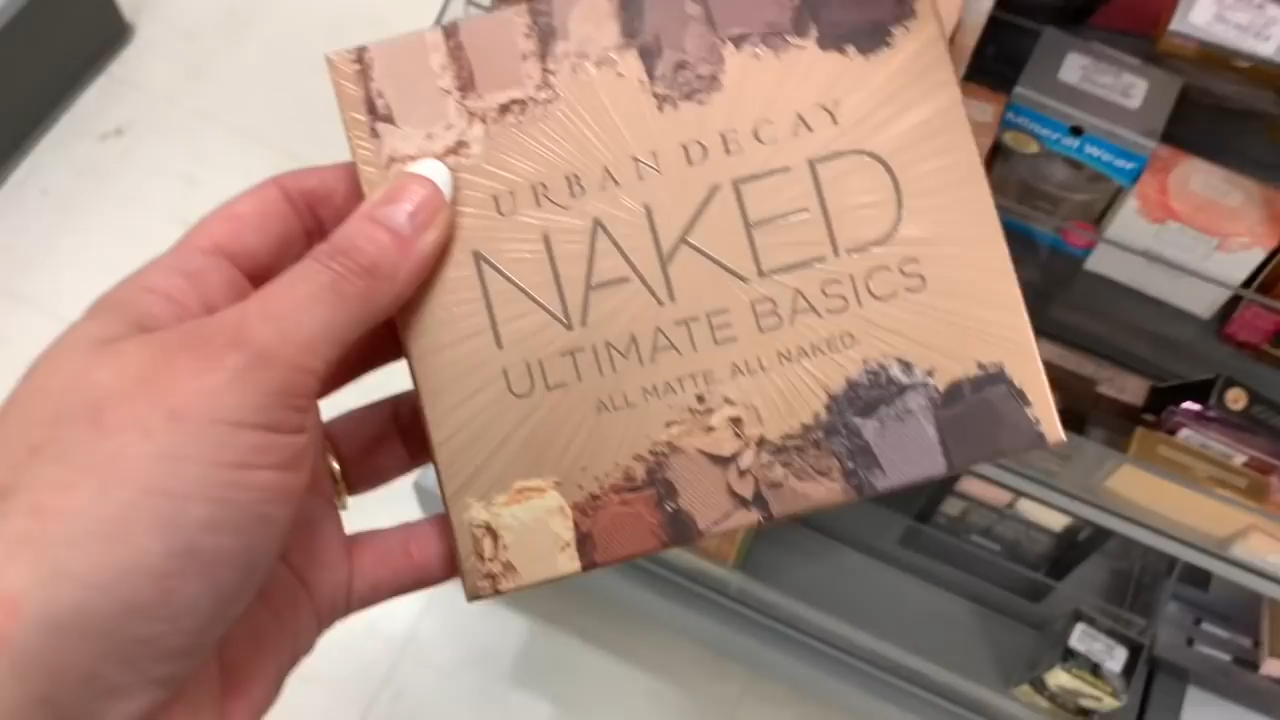 URBAN DECAY
NAKED
ULTIMATE BASICS
ALL MATTE. ALL NAKED
Mineral Wear